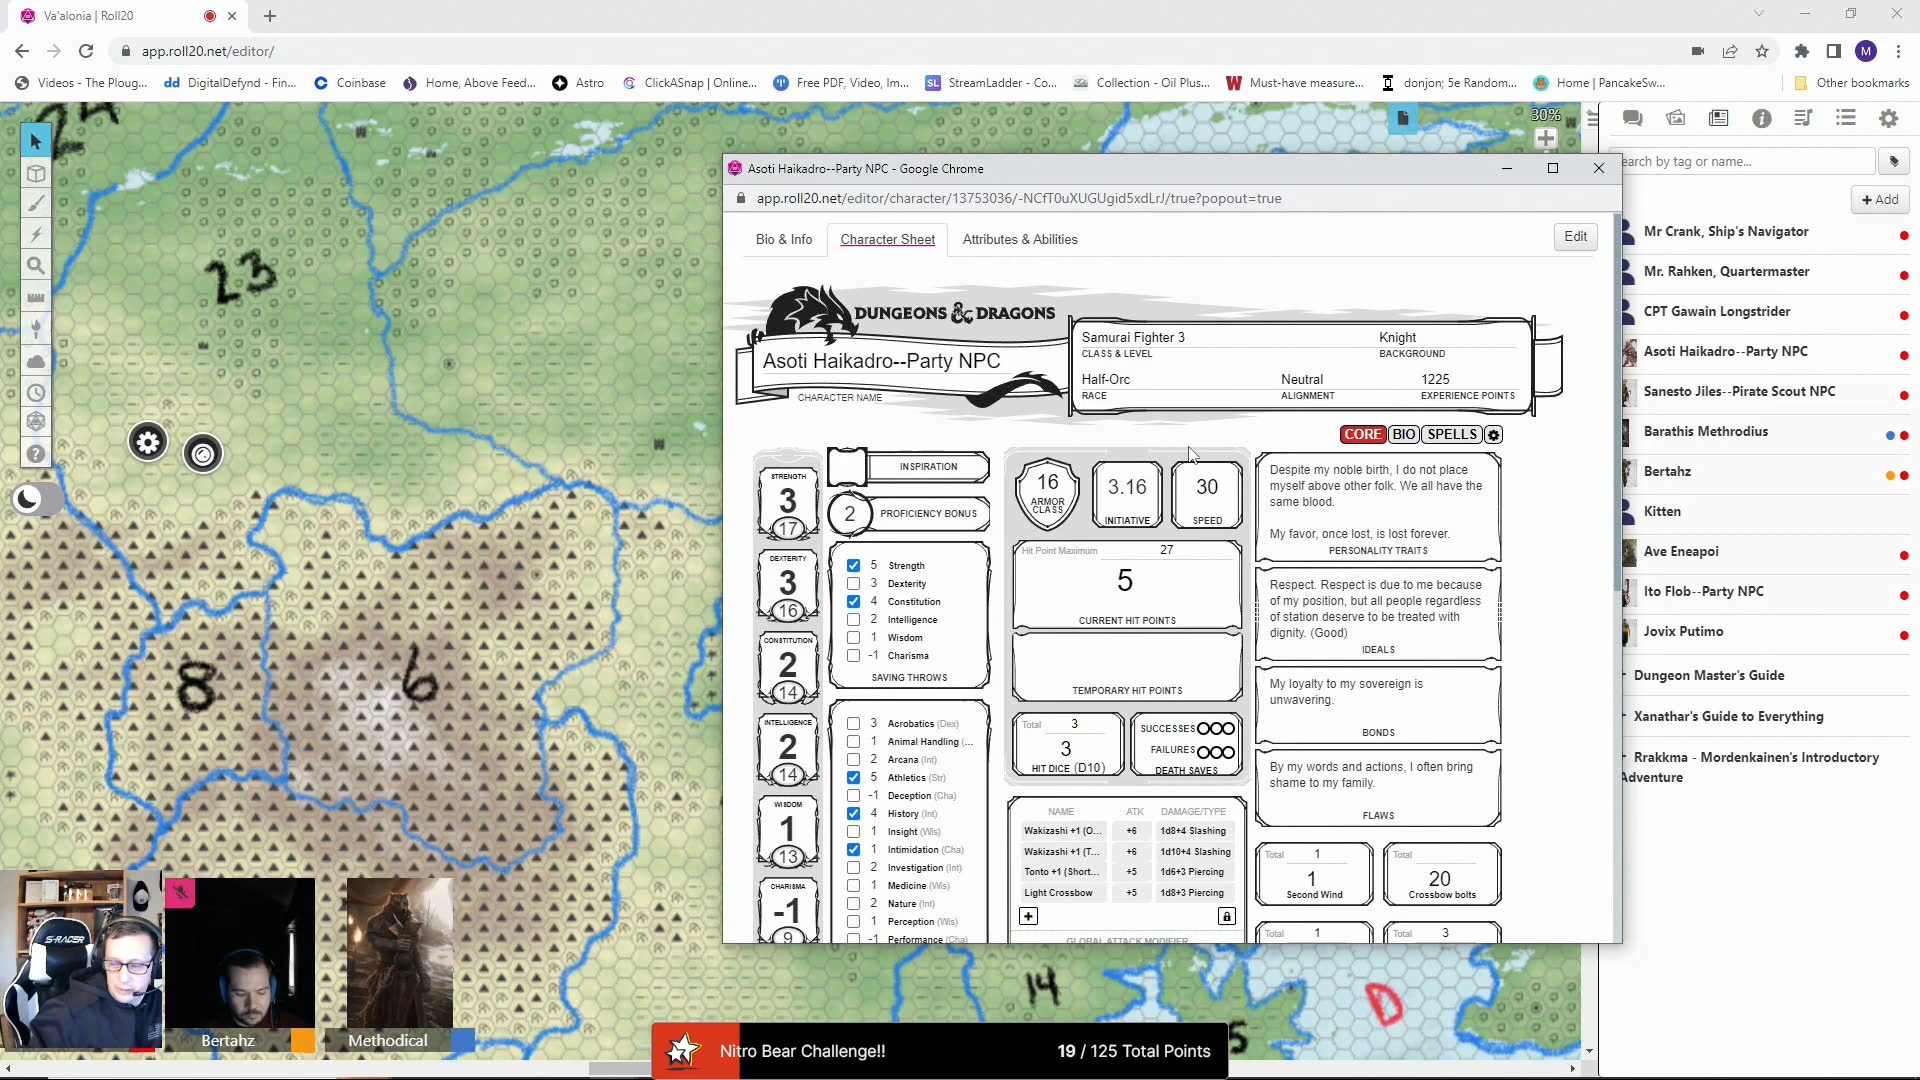 Va'alonia | Roll20
app.roll20.net/editor/
Videos - The Ploug...
DigitalDefynd - Fin...
Coinbase
Home, Above Feed...
Astro
ClickASnap | Online...
Free PDF, Video, Im...
SL
StreamLadder - Co...
Collection - Oil Plus...
Must-have measure...
donjon; 5e Random...
Home | PancakeSw...
Other bookmarks
M
30%
23
8
6
14
5
D
Asoti Haikadro--Party NPC - Google Chrome
app.roll20.net/editor/character/13753036/-NCfT0uXUGUgid5xdLrJ/true?popout=true
Bio & Info
Character Sheet
Attributes & Abilities
Edit
DUNGEONS & DRAGONS
Asoti Haikadro--Party NPC
CHARACTER NAME
Samurai Fighter 3
CLASS & LEVEL
Knight
BACKGROUND
Half-Orc
RACE
Neutral
ALIGNMENT
1225
EXPERIENCE POINTS
CORE
BIO
SPELLS
STRENGTH
3
17
DEXTERITY
3
16
CONSTITUTION
2
14
INTELLIGENCE
2
14
WISDOM
1
13
CHARISMA
-1
9
INSPIRATION
2
PROFICIENCY BONUS
5 Strength
3 Dexterity
4 Constitution
2 Intelligence
1 Wisdom
-1 Charisma
SAVING THROWS
3 Acrobatics (Dex)
1 Animal Handling (...
2 Arcana (Int)
5 Athletics (Str)
-1 Deception (Cha)
4 History (Int)
1 Insight (Wis)
1 Intimidation (Cha)
2 Investigation (Int)
1 Medicine (Wis)
2 Nature (Int)
1 Perception (Wis)
-1 Performance (Cha)
16
ARMOR
CLASS
3.16
INITIATIVE
30
SPEED
Hit Point Maximum 27
5
CURRENT HIT POINTS
TEMPORARY HIT POINTS
Total 3
3
HIT DICE (D10)
SUCCESSES
FAILURES
DEATH SAVES
NAME ATK DAMAGE/TYPE
Wakizashi +1 (O... +6 1d8+4 Slashing
Wakizashi +1 (T... +6 1d10+4 Slashing
Tonto +1 (Short... +5 1d6+3 Piercing
Light Crossbow +5 1d8+3 Piercing
GLOBAL ATTACK MODIFIER
Despite my noble birth, I do not place
myself above other folk. We all have the
same blood.
My favor, once lost, is lost forever.
PERSONALITY TRAITS
Respect. Respect is due to me because
of my position, but all people regardless
of station deserve to be treated with
dignity. (Good)
IDEALS
My loyalty to my sovereign is
unwavering.
BONDS
By my words and actions, I often bring
shame to my family.
FLAWS
Total 1
1
Second Wind
Total
20
Crossbow bolts
Total 1
Total 3
earch by tag or name...
+ Add
Mr Crank, Ship's Navigator
Mr. Rahken, Quartermaster
CPT Gawain Longstrider
Asoti Haikadro--Party NPC
Sanesto Jiles--Pirate Scout NPC
Barathis Methrodius
Bertahz
Kitten
Ave Eneapoi
Ito Flob--Party NPC
Jovix Putimo
Dungeon Master's Guide
Xanathar's Guide to Everything
Rrakkma - Mordenkainen's Introductory
Adventure
S-RACER
Bertahz
Methodical
Nitro Bear Challenge!!
19 / 125 Total Points